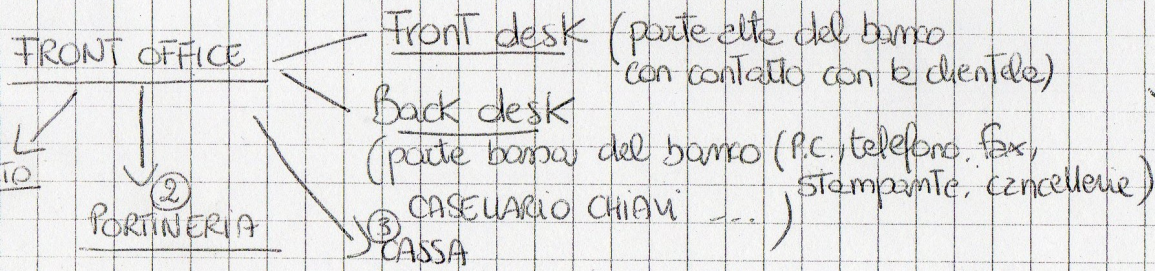 FRONT OFFICE
Front desk (parte alta del banco
con contatto con la clientela)
Back desk
(parte bassa del banco (P.C., telefono, fax,
stampante, cancelleria)
CASELLARIO CHIAVI ... )
TO
② PORTINERIA
③ CASSA